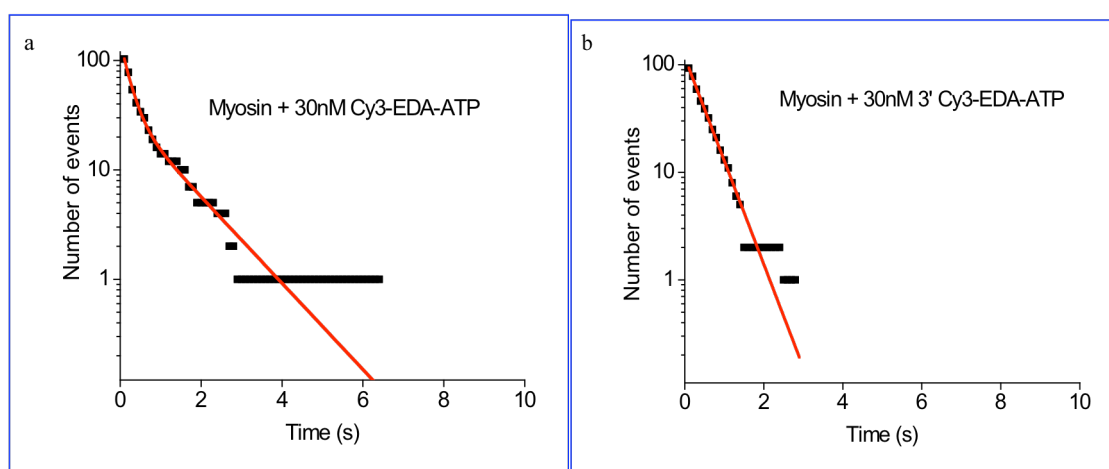 a
Myosin + 30nM Cy3-EDA-ATP
Number of events
100
10
1
0 2 4 6 8 10
Time (s)
b
Myosin + 30nM 3' Cy3-EDA-ATP
Number of events
100
10
1
0 2 4 6 8 10
Time (s)